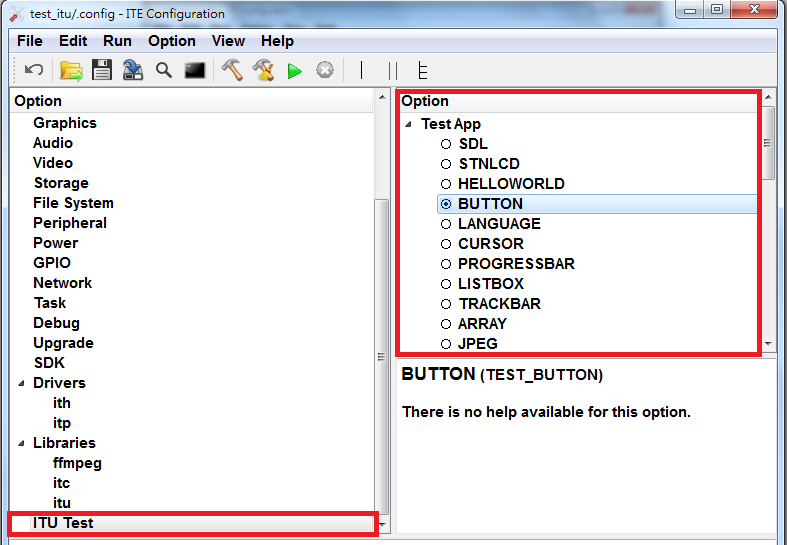 test_itu/.config - ITE Configuration
File Edit Run Option View Help
Option
Graphics
Audio
Video
Storage
File System
Peripheral
Power
GPIO
Network
Task
Debug
Upgrade
SDK
Drivers
ith
itp
Libraries
ffmpeg
itc
itu
ITU Test
Option
Test App
SDL
STNLCD
HELLOWORLD
BUTTON
LANGUAGE
CURSOR
PROGRESSBAR
LISTBOX
TRACKBAR
ARRAY
JPEG
BUTTON (TEST_BUTTON)
There is no help available for this option.